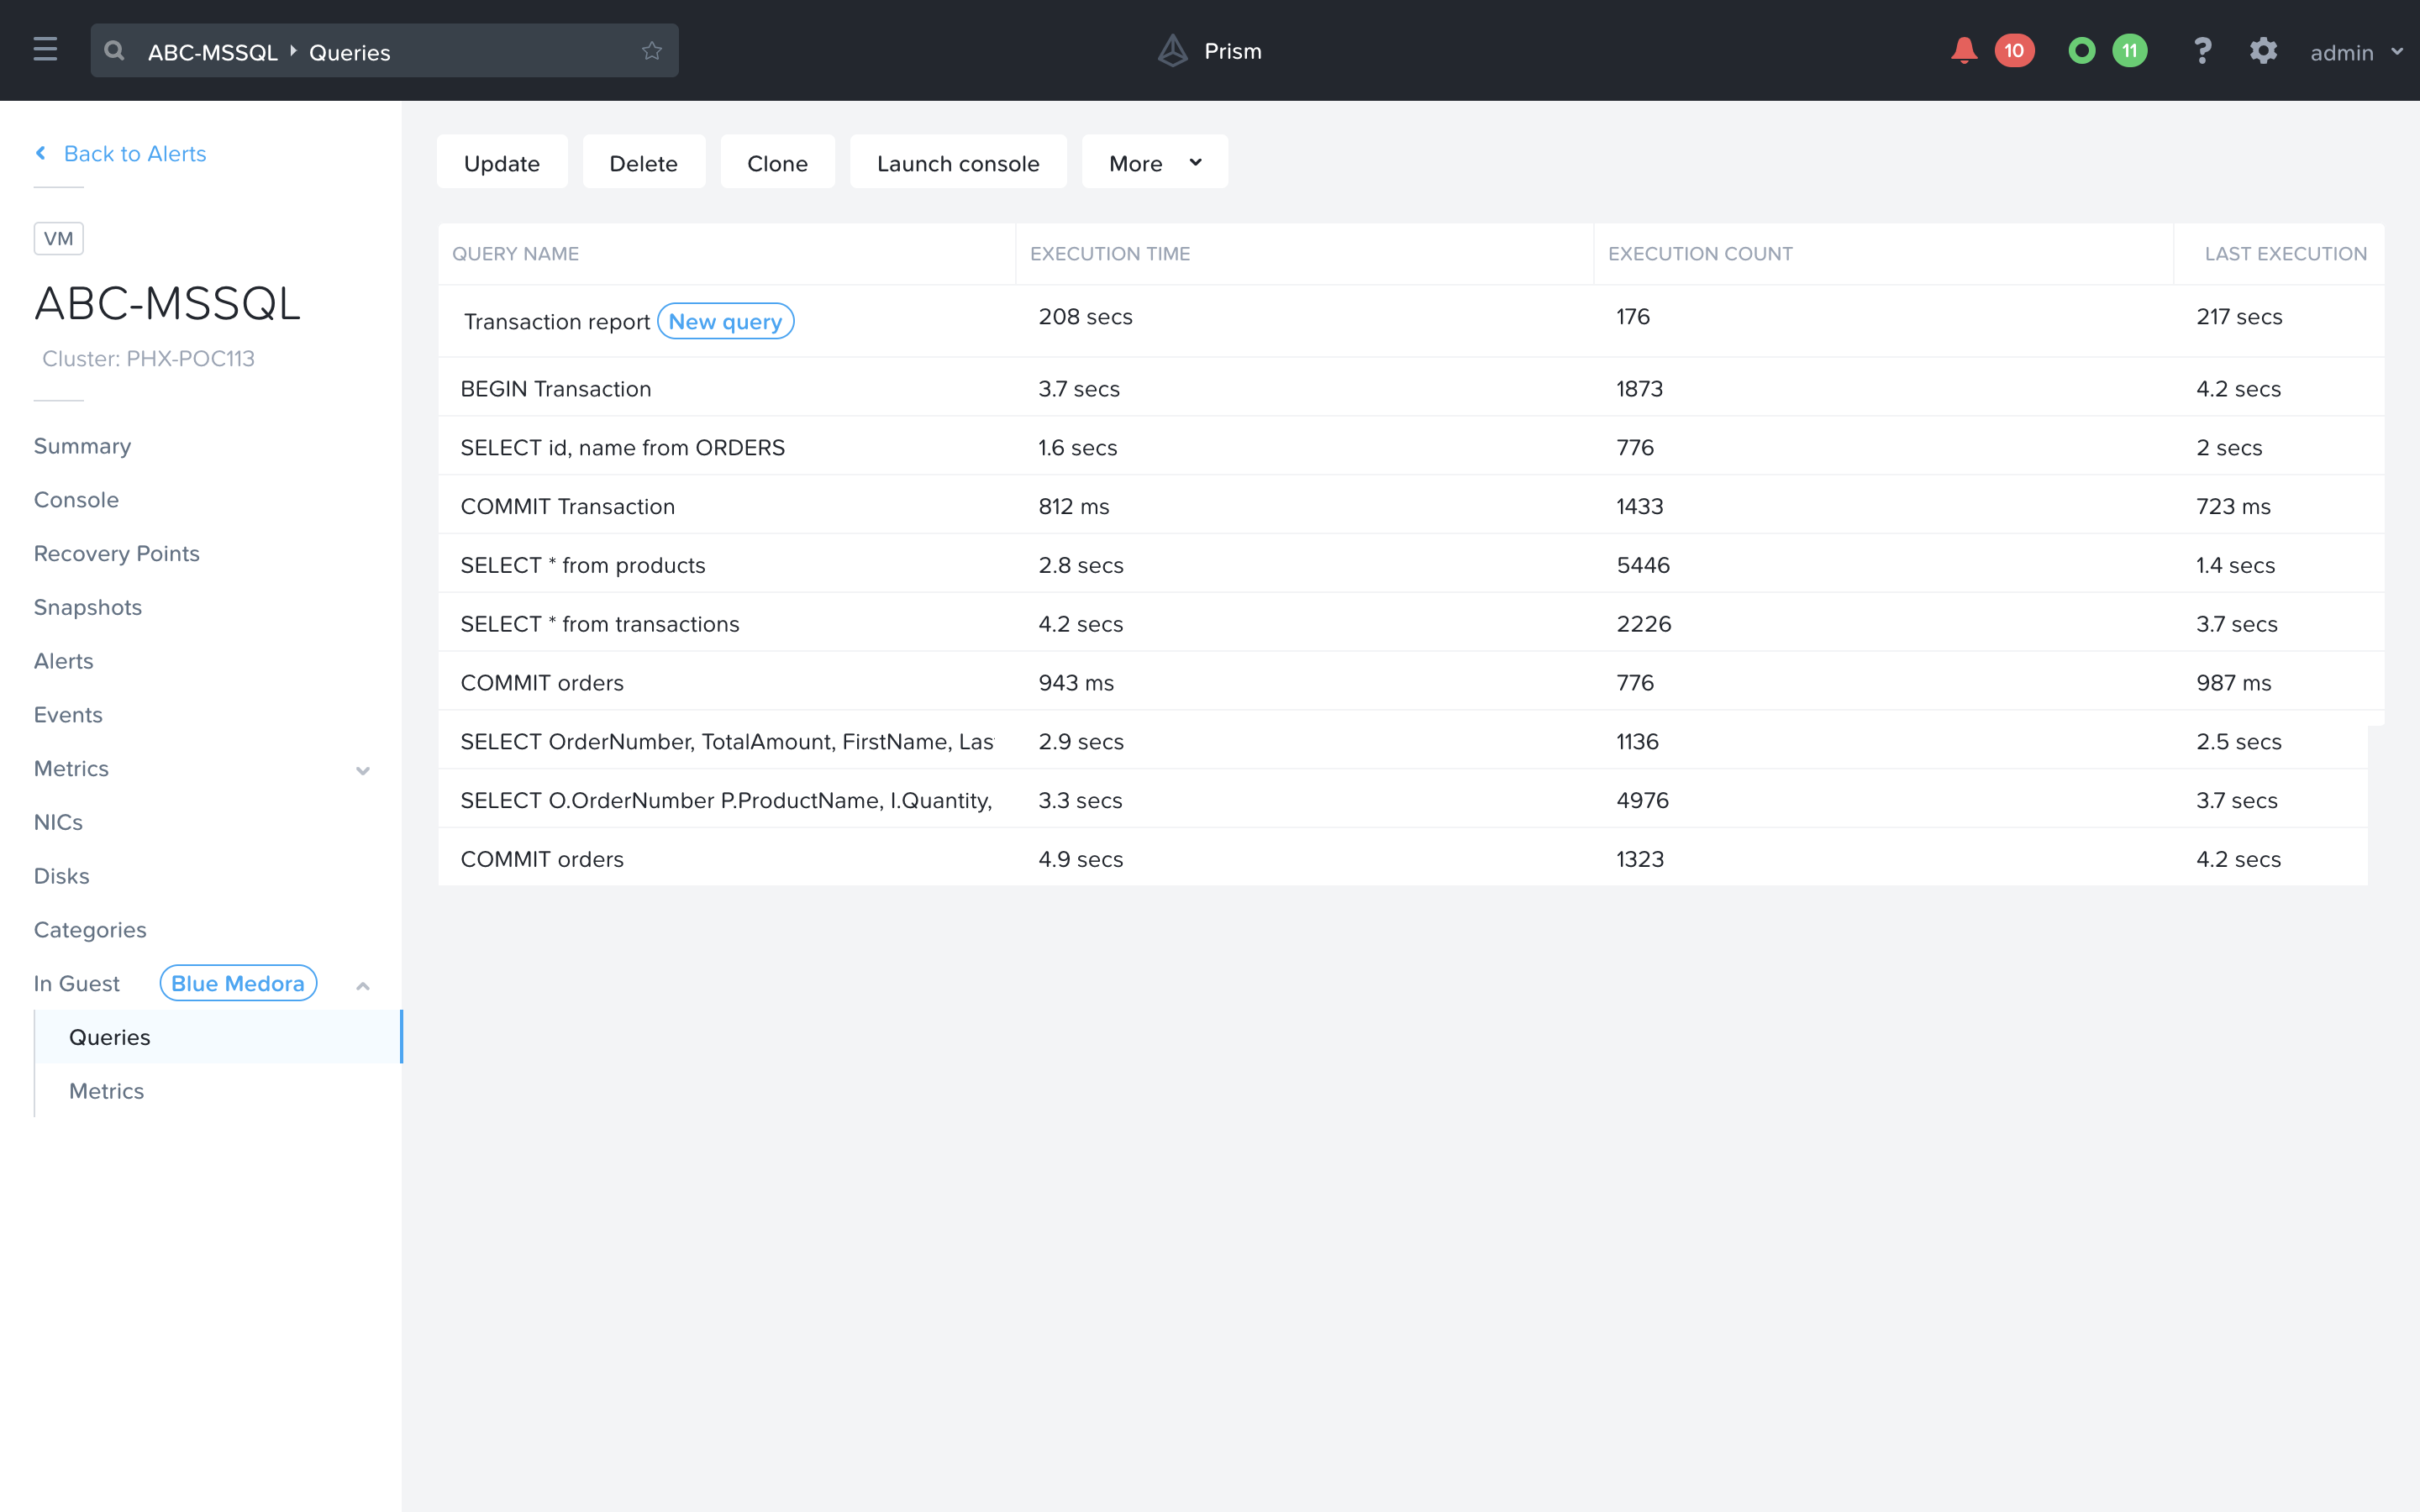 ABC-MSSQL Queries
Prism
10
11
?
admin
Back to Alerts
VM
ABC-MSSQL
Cluster: PHX-POC113
Summary
Console
Recovery Points
Snapshots
Alerts
Events
Metrics
NICs
Disks
Categories
In Guest Blue Medora
Queries
Metrics
Update Delete Clone Launch console More
QUERY NAME EXECUTION TIME EXECUTION COUNT LAST EXECUTION
Transaction report New query 208 secs 176 217 secs
BEGIN Transaction 3.7 secs 1873 4.2 secs
SELECT id, name from ORDERS 1.6 secs 776 2 secs
COMMIT Transaction 812 ms 1433 723 ms
SELECT * from products 2.8 secs 5446 1.4 secs
SELECT * from transactions 4.2 secs 2226 3.7 secs
COMMIT orders 943 ms 776 987 ms
SELECT OrderNumber, TotalAmount, FirstName, Las 2.9 secs 1136 2.5 secs
SELECT O.OrderNumber P.ProductName, I.Quantity, 3.3 secs 4976 3.7 secs
COMMIT orders 4.9 secs 1323 4.2 secs